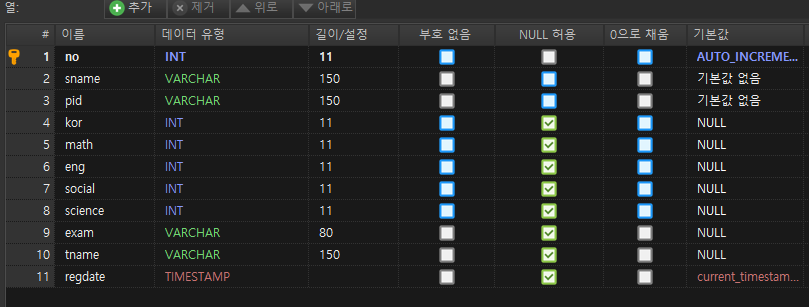 열: 추가 제거 위로 아래로
# 이름 데이터 유형 길이/설정 부호 없음 NULL 허용 0으로 채움 기본값
1 no INT 11 AUTO_INCREME...
2 sname VARCHAR 150 기본값 없음
3 pid VARCHAR 150 기본값 없음
4 kor INT 11 NULL
5 math INT 11 NULL
6 eng INT 11 NULL
7 social INT 11 NULL
8 science INT 11 NULL
9 exam VARCHAR 80 NULL
10 tname VARCHAR 150 NULL
11 regdate TIMESTAMP current_timestam...